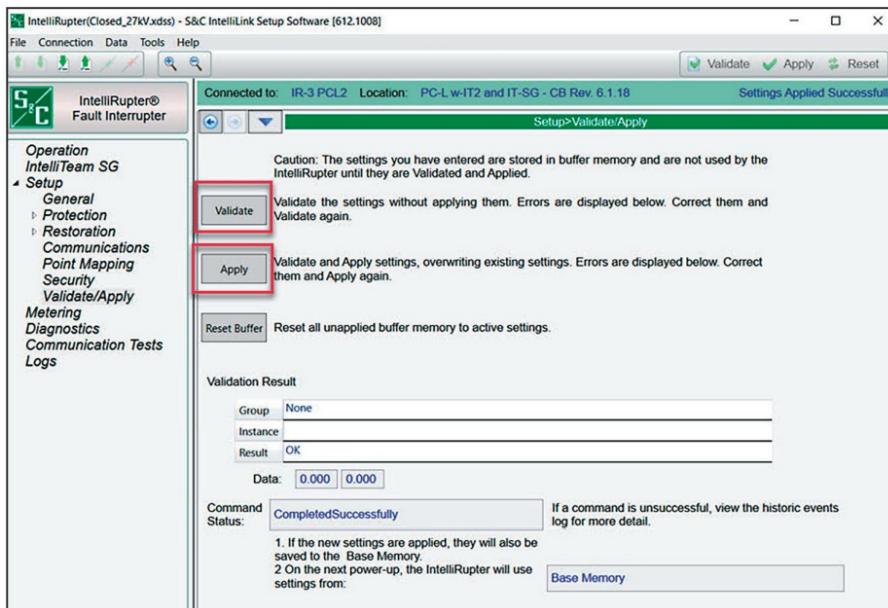 IntelliRupter(Closed_27kV.xdss) - S&C IntelliLink Setup Software [612.1008]
File Connection Data Tools Help
Validate Apply Reset
S&C
IntelliRupter®
Fault Interrupter
Connected to: IR-3 PCL2 Location: PC-L w-IT2 and IT-SG - CB Rev. 6.1.18 Settings Applied Successfull
Setup>Validate/Apply
Operation
IntelliTeam SG
Setup
General
Protection
Restoration
Communications
Point Mapping
Security
Validate/Apply
Metering
Diagnostics
Communication Tests
Logs
Caution: The settings you have entered are stored in buffer memory and are not used by the
IntelliRupter until they are Validated and Applied.
Validate
Validate the settings without applying them. Errors are displayed below. Correct them and
Validate again.
Apply
Validate and Apply settings, overwriting existing settings. Errors are displayed below. Correct
them and Apply again.
Reset Buffer Reset all unapplied buffer memory to active settings.
Validation Result
Group None
Instance
Result OK
Data: 0.000 0.000
Command
Status:
CompletedSuccessfully
If a command is unsuccessful, view the historic events
log for more detail.
1. If the new settings are applied, they will also be
saved to the Base Memory.
2 On the next power-up, the IntelliRupter will use
settings from:
Base Memory